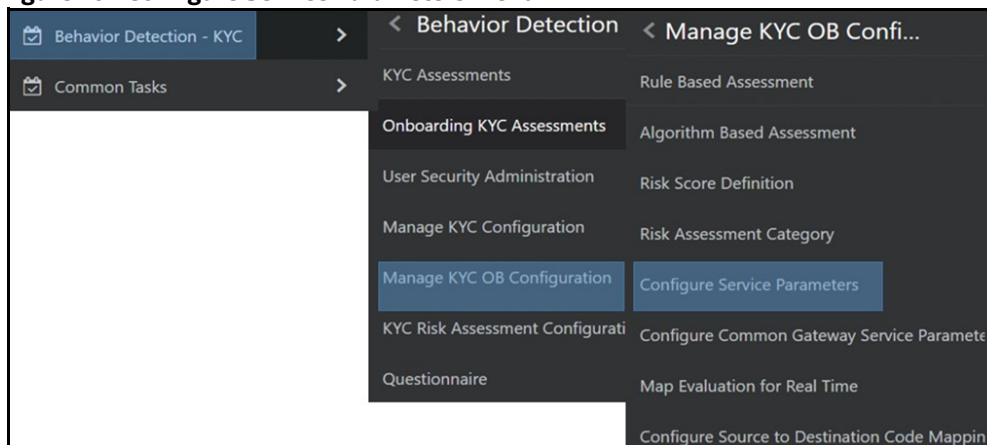 Behavior Detection - KYC
Common Tasks
Behavior Detection
KYC Assessments
Onboarding KYC Assessments
User Security Administration
Manage KYC Configuration
Manage KYC OB Configuration
KYC Risk Assessment Configurati
Questionnaire
Manage KYC OB Confi...
Rule Based Assessment
Algorithm Based Assessment
Risk Score Definition
Risk Assessment Category
Configure Service Parameters
Configure Common Gateway Service Paramete
Map Evaluation for Real Time
Configure Source to Destination Code Mappin